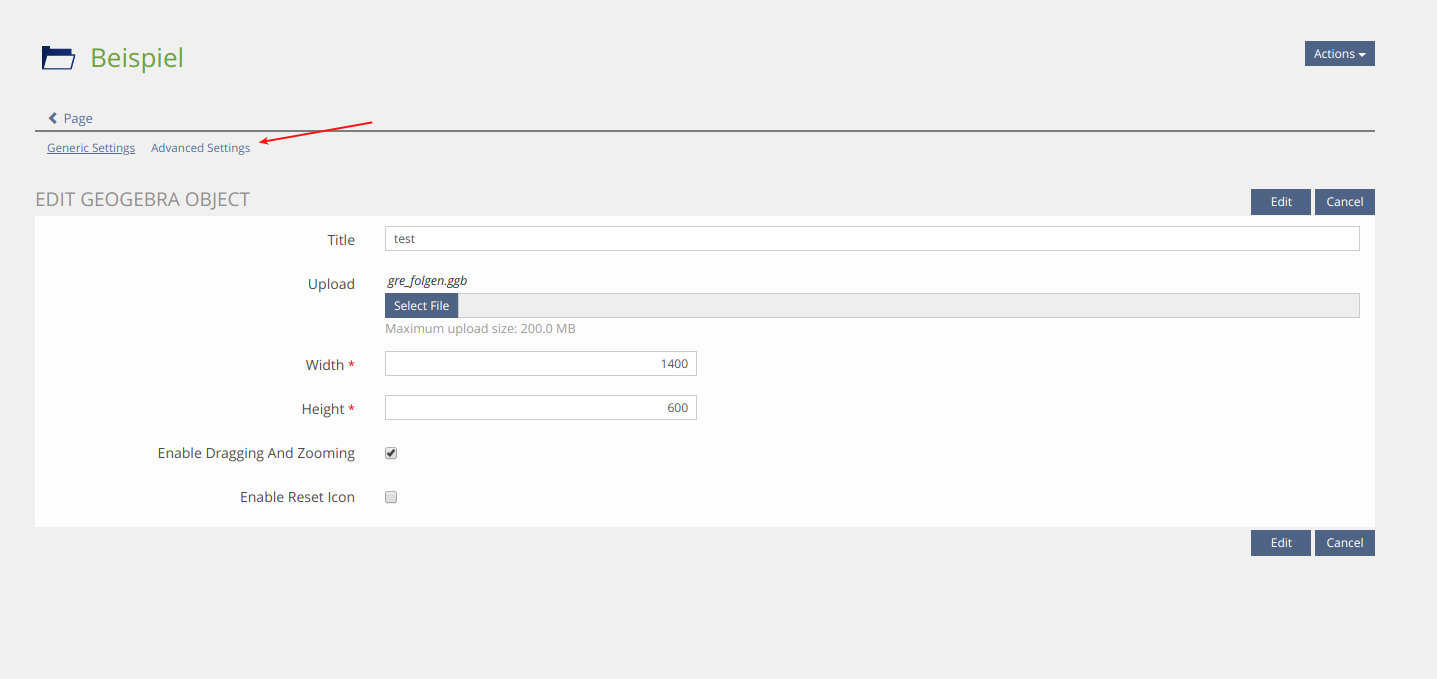 Beispiel
Actions
Page
Generic Settings Advanced Settings
EDIT GEOGEBRA OBJECT
Edit Cancel
Title test
Upload gre_folgen.ggb
Select File
Maximum upload size: 200.0 MB
Width * 1400
Height * 600
Enable Dragging And Zooming
Enable Reset Icon
Edit Cancel